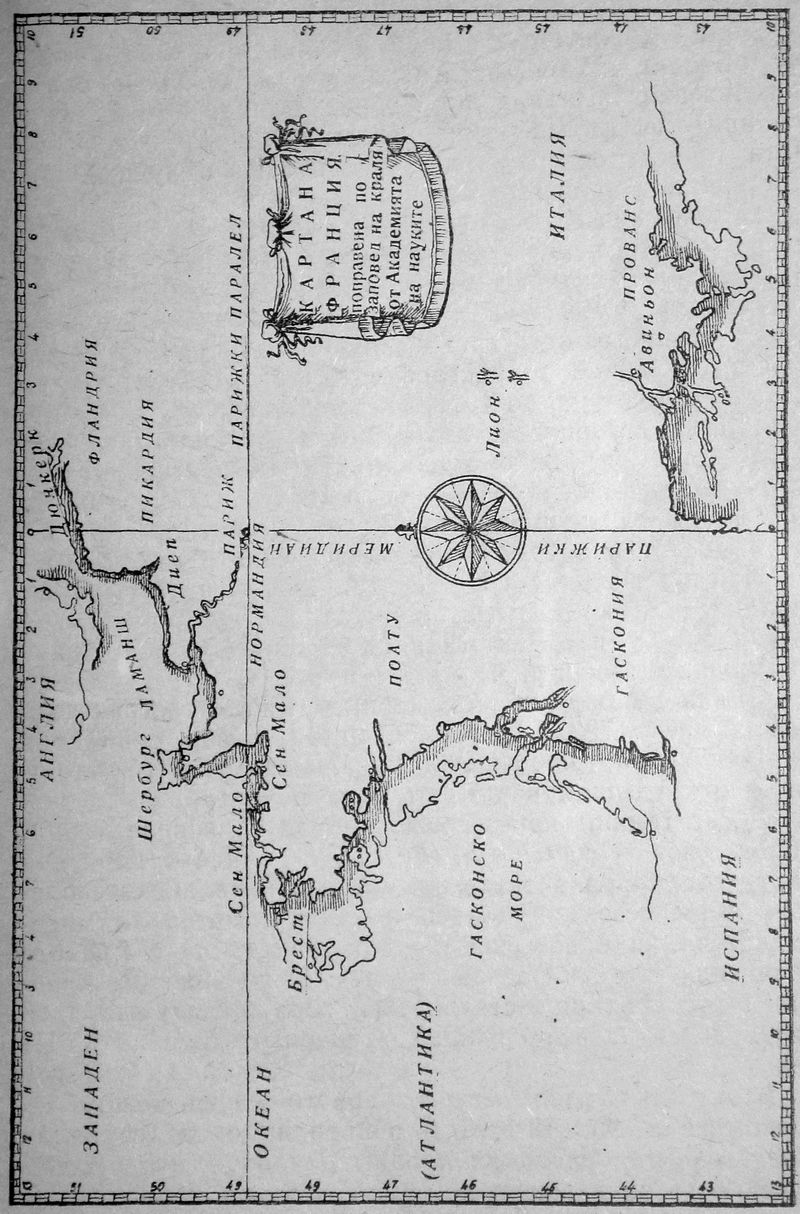 КАРТА НА
ФРАНЦИЯ
поправена по
заповед на краля
от Академията
на науките
АНГЛИЯ
ЛАМАНШ
Дюнкерк
ФЛАНДРИЯ
ПИКАРДИЯ
Диеп
Шербург
ПАРИЖ
ПАРИЖКИ ПАРАЛЕЛ
НОРМАНДИЯ
Сен Мало
Сен Мало
Брест
ЗАПАДЕН
ОКЕАН
(АТЛАНТИКА)
ПАРИЖКИ
МЕРИДИАН
ПОАТУ
Лион
ГАСКОНСКО
МОРЕ
ГАСКОНИЯ
ИСПАНИЯ
ИТАЛИЯ
ПРОВАНС
Авиньон
51 50 49 48 47 46 45 44 43
13 12 11 10 9 8 7 6 5 4 3 2 1 0 1 2 3 4 5 6 7 8 9 10